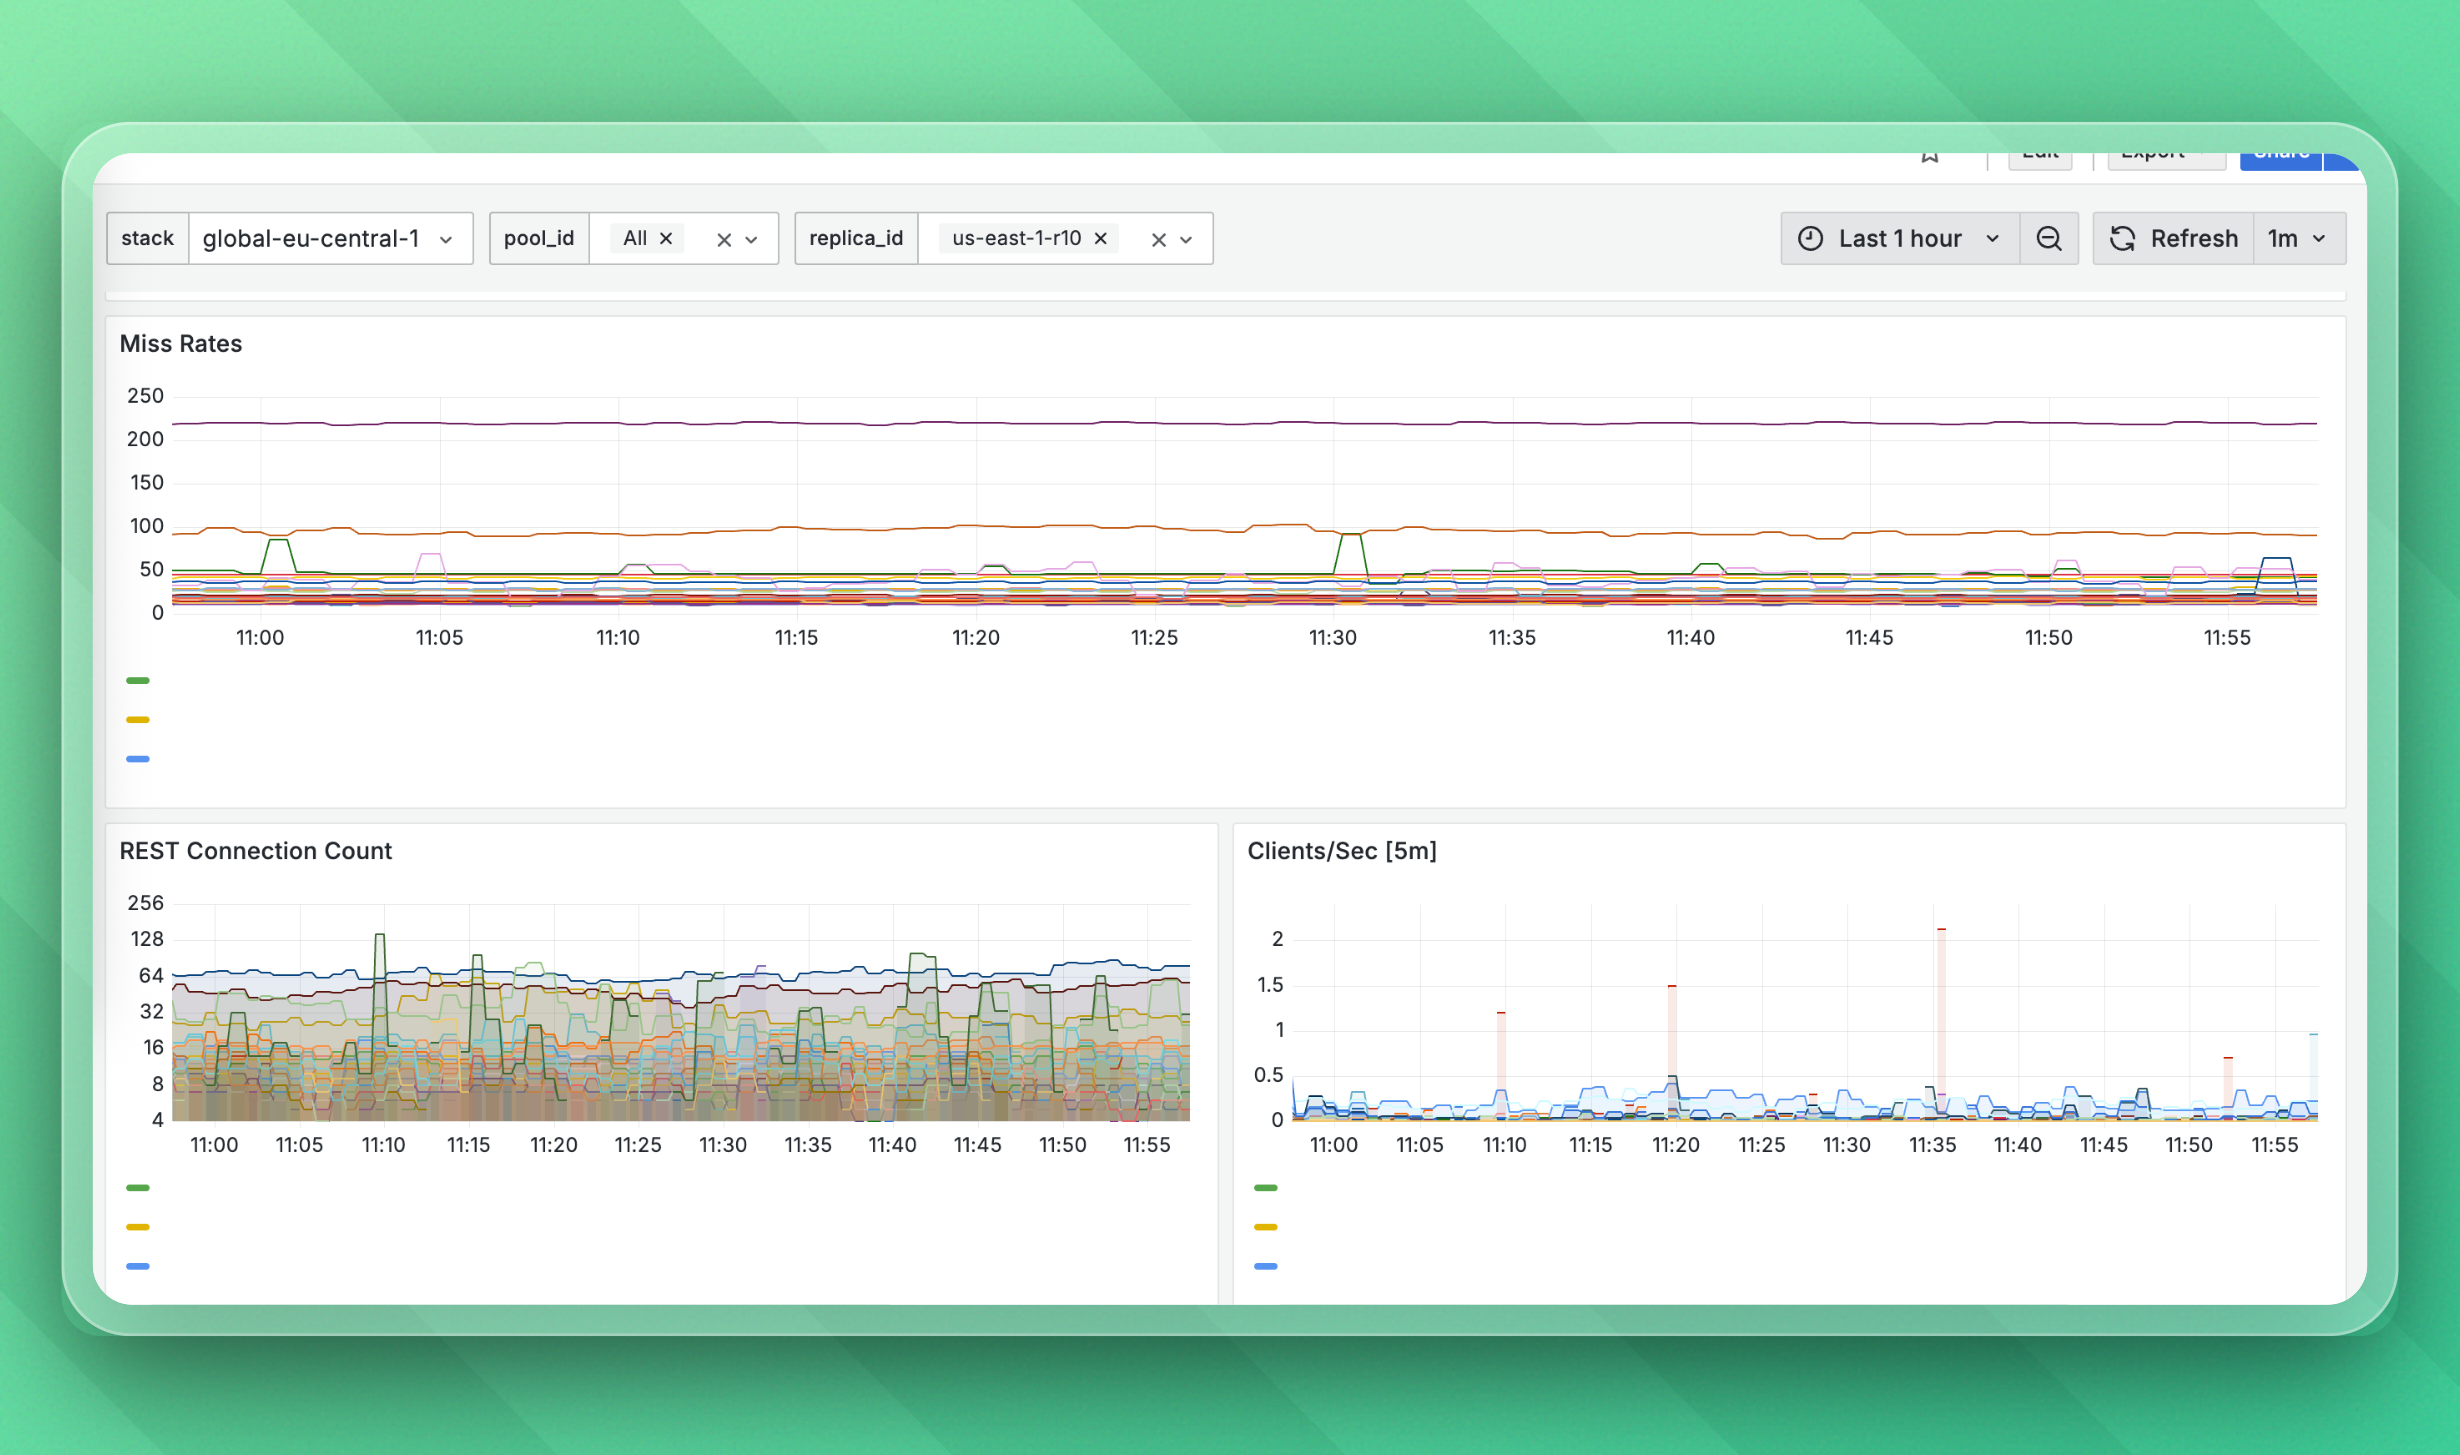 Edit Export Share
stack global-eu-central-1 pool_id All replica_id us-east-1-r10 Last 1 hour Refresh 1m
Miss Rates
250
200
150
100
50
0
11:00 11:05 11:10 11:15 11:20 11:25 11:30 11:35 11:40 11:45 11:50 11:55
REST Connection Count
256
128
64
32
16
8
4
11:00 11:05 11:10 11:15 11:20 11:25 11:30 11:35 11:40 11:45 11:50 11:55
Clients/Sec [5m]
2
1.5
1
0.5
0
11:00 11:05 11:10 11:15 11:20 11:25 11:30 11:35 11:40 11:45 11:50 11:55